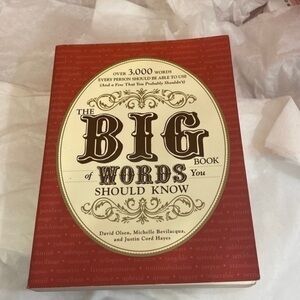 OVER 3,000 WORDS
EVERY PERSON SHOULD BE ABLE TO USE
(And a Few That You Probably Shouldn't)
THE
BIG
BOOK
of WORDS You
SHOULD KNOW
David Olsen, Michelle Bevilacqua,
and Justin Cord Hayes